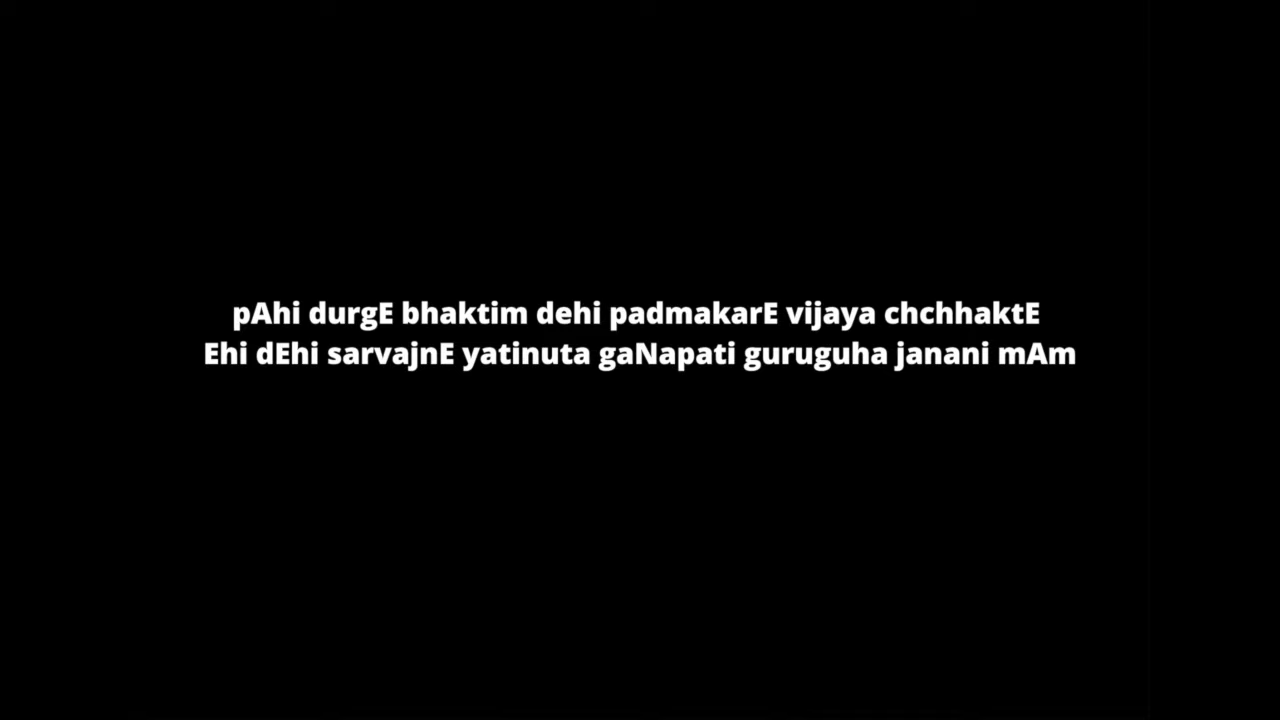 pAhi durgE bhaktim dehi padmakarE vijaya chchhaktE
Ehi dEhi sarvajnE yatinuta gaNapati guruguha janani mAm